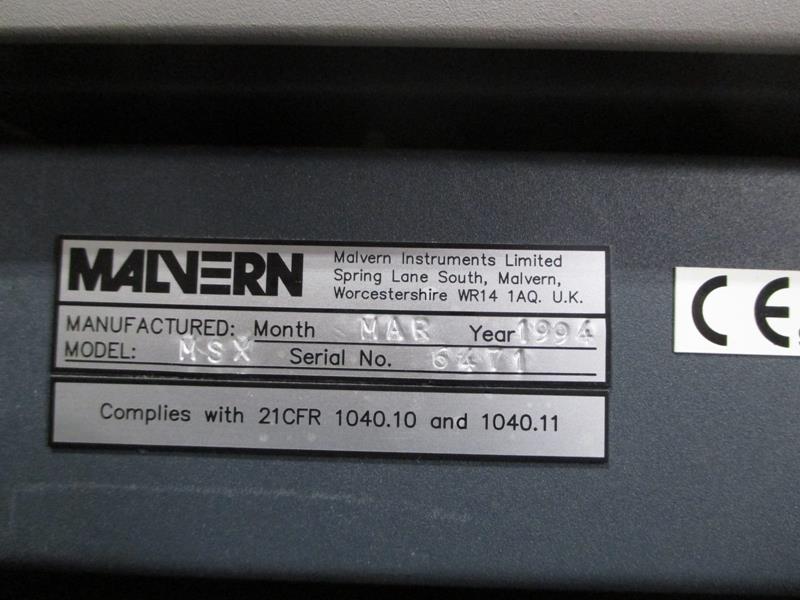 MALVERN
Malvern Instruments Limited
Spring Lane South, Malvern,
Worcestershire WR14 1AQ. U.K.
MANUFACTURED: Month MAR Year 1994
MODEL: MSX Serial No. 6471
Complies with 21CFR 1040.10 and 1040.11
CE